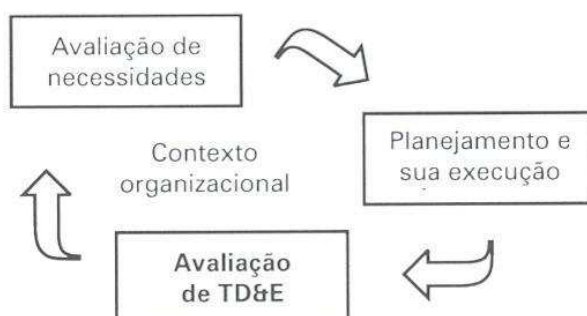 Avaliação de
necessidades
Planejamento e
sua execução
Contexto
organizacional
Avaliação
de TD&E